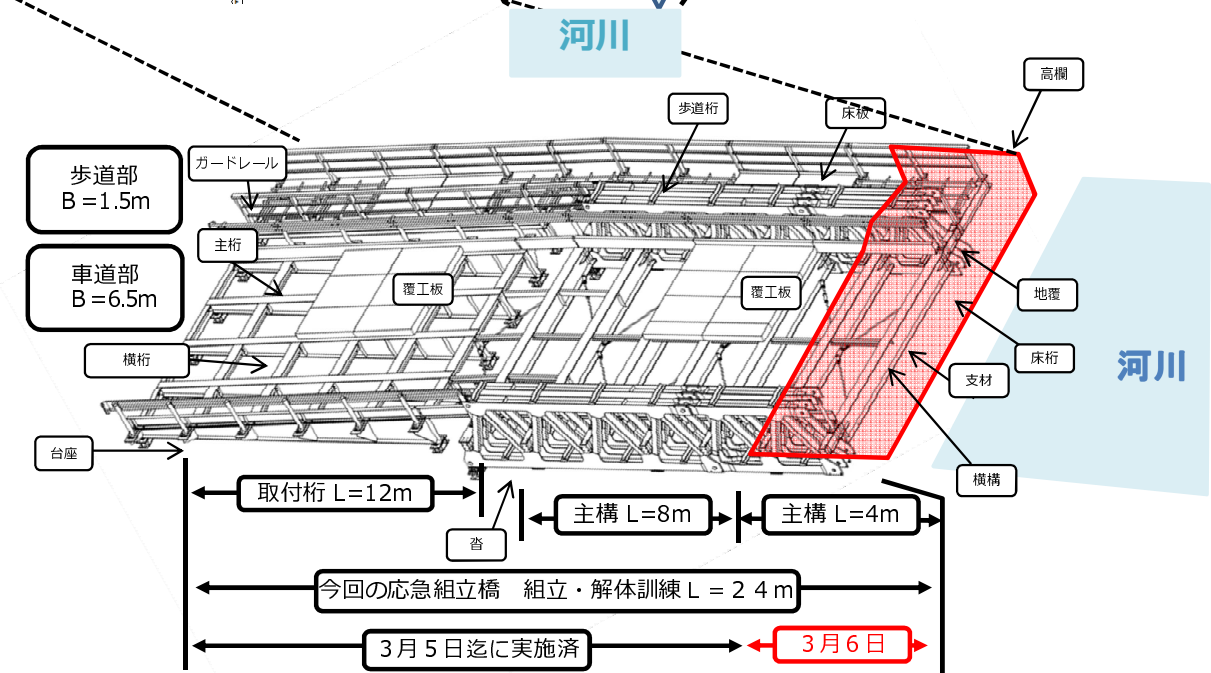 河川
高欄
歩道桁
床板
ガードレール
歩道部
B＝1.5m
主桁
車道部
B＝6.5m
覆工板
覆工板
地覆
床桁
河川
横桁
支材
台座
横構
取付桁 L=12m
主構 L=8m
主構 L=4m
沓
今回の応急組立橋　組立・解体訓練Ｌ＝２４ｍ
３月５日迄に実施済
３月６日